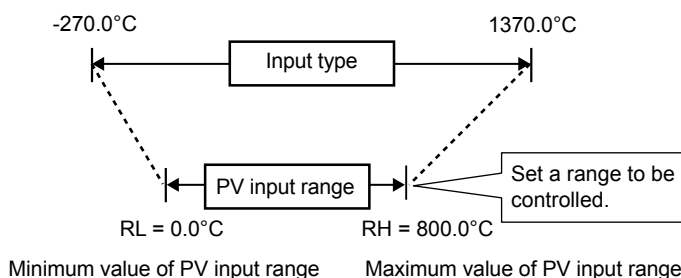 -270.0°C
1370.0°C
Input type
PV input range
Set a range to be
controlled.
RL = 0.0°C
RH = 800.0°C
Minimum value of PV input range
Maximum value of PV input range